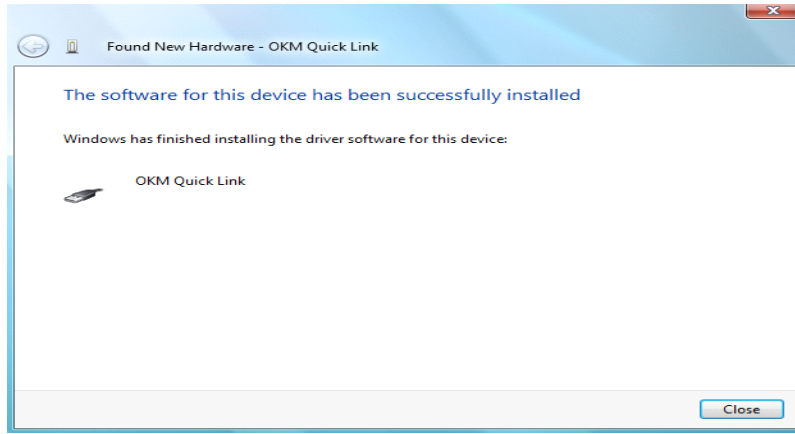 Found New Hardware - OKM Quick Link
The software for this device has been successfully installed
Windows has finished installing the driver software for this device:
OKM Quick Link
Close